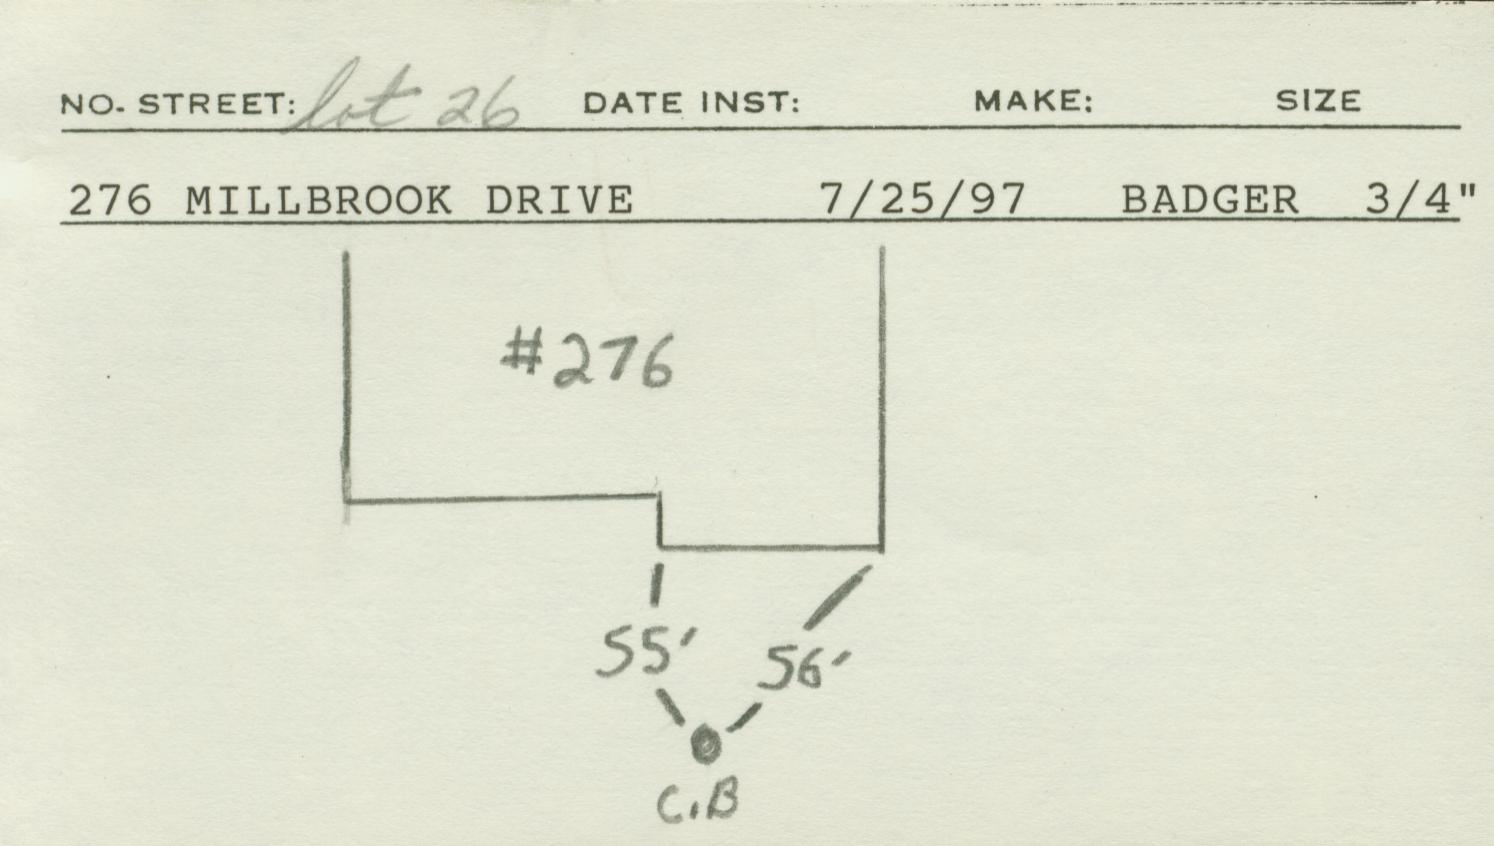 NO. STREET: lot 26 DATE INST: MAKE: SIZE
276 MILLBROOK DRIVE 7/25/97 BADGER 3/4"
#276
55' 56'
C.B